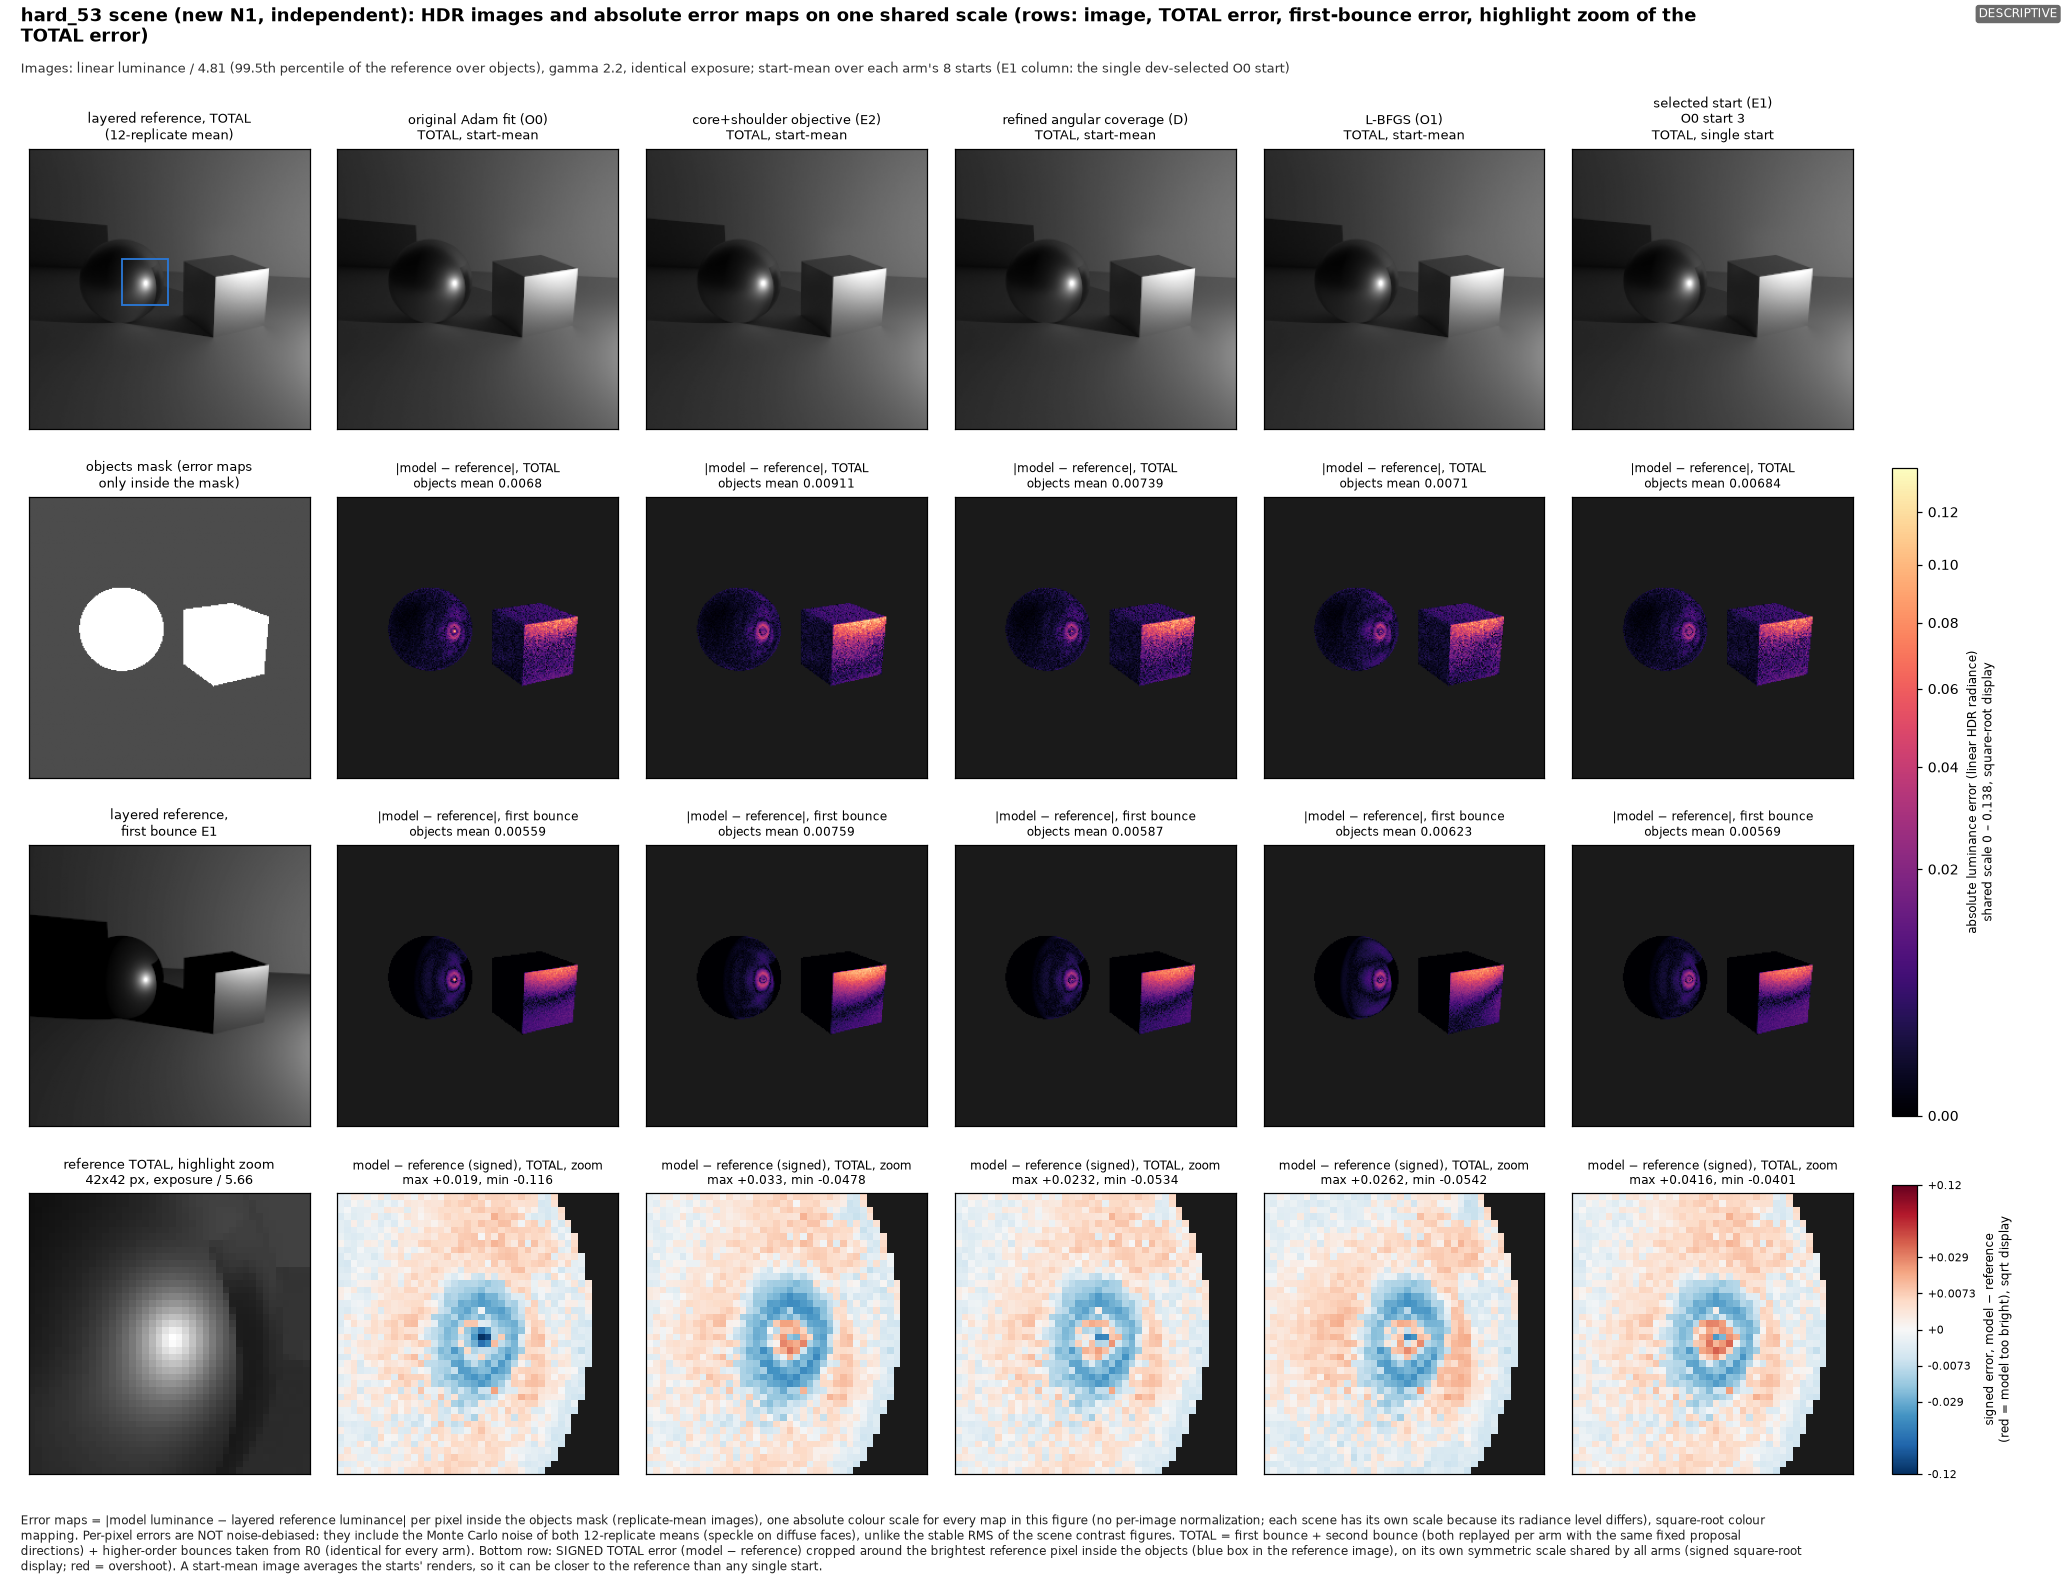 hard_53 scene (new N1, independent): HDR images and absolute error maps on one shared scale (rows: image, TOTAL error, first-bounce error, highlight zoom of the
TOTAL error)
DESCRIPTIVE
Images: linear luminance / 4.81 (99.5th percentile of the reference over objects), gamma 2.2, identical exposure; start-mean over each arm's 8 starts (E1 column: the single dev-selected O0 start)
layered reference, TOTAL
(12-replicate mean)
original Adam fit (O0)
TOTAL, start-mean
core+shoulder objective (E2)
TOTAL, start-mean
refined angular coverage (D)
TOTAL, start-mean
L-BFGS (O1)
TOTAL, start-mean
selected start (E1)
O0 start 3
TOTAL, single start
objects mask (error maps
only inside the mask)
|model − reference|, TOTAL
objects mean 0.0068
|model − reference|, TOTAL
objects mean 0.00911
|model − reference|, TOTAL
objects mean 0.00739
|model − reference|, TOTAL
objects mean 0.0071
|model − reference|, TOTAL
objects mean 0.00684
0.12
0.10
0.08
0.06
0.04
0.02
0.00
absolute luminance error (linear HDR radiance)
shared scale 0 – 0.138, square-root display
layered reference,
first bounce E1
|model − reference|, first bounce
objects mean 0.00559
|model − reference|, first bounce
objects mean 0.00759
|model − reference|, first bounce
objects mean 0.00587
|model − reference|, first bounce
objects mean 0.00623
|model − reference|, first bounce
objects mean 0.00569
reference TOTAL, highlight zoom
42x42 px, exposure / 5.66
model − reference (signed), TOTAL, zoom
max +0.019, min -0.116
model − reference (signed), TOTAL, zoom
max +0.033, min -0.0478
model − reference (signed), TOTAL, zoom
max +0.0232, min -0.0534
model − reference (signed), TOTAL, zoom
max +0.0262, min -0.0542
model − reference (signed), TOTAL, zoom
max +0.0416, min -0.0401
+0.12
+0.029
+0.0073
+0
-0.0073
-0.029
-0.12
signed error, model − reference
(red = model too bright), sqrt display
Error maps = |model luminance − layered reference luminance| per pixel inside the objects mask (replicate-mean images), one absolute colour scale for every map in this figure (no per-image normalization; each scene has its own scale because its radiance level differs), square-root colour
mapping. Per-pixel errors are NOT noise-debiased: they include the Monte Carlo noise of both 12-replicate means (speckle on diffuse faces), unlike the stable RMS of the scene contrast figures. TOTAL = first bounce + second bounce (both replayed per arm with the same fixed proposal
directions) + higher-order bounces taken from R0 (identical for every arm). Bottom row: SIGNED TOTAL error (model − reference) cropped around the brightest reference pixel inside the objects (blue box in the reference image), on its own symmetric scale shared by all arms (signed square-root
display; red = overshoot). A start-mean image averages the starts' renders, so it can be closer to the reference than any single start.